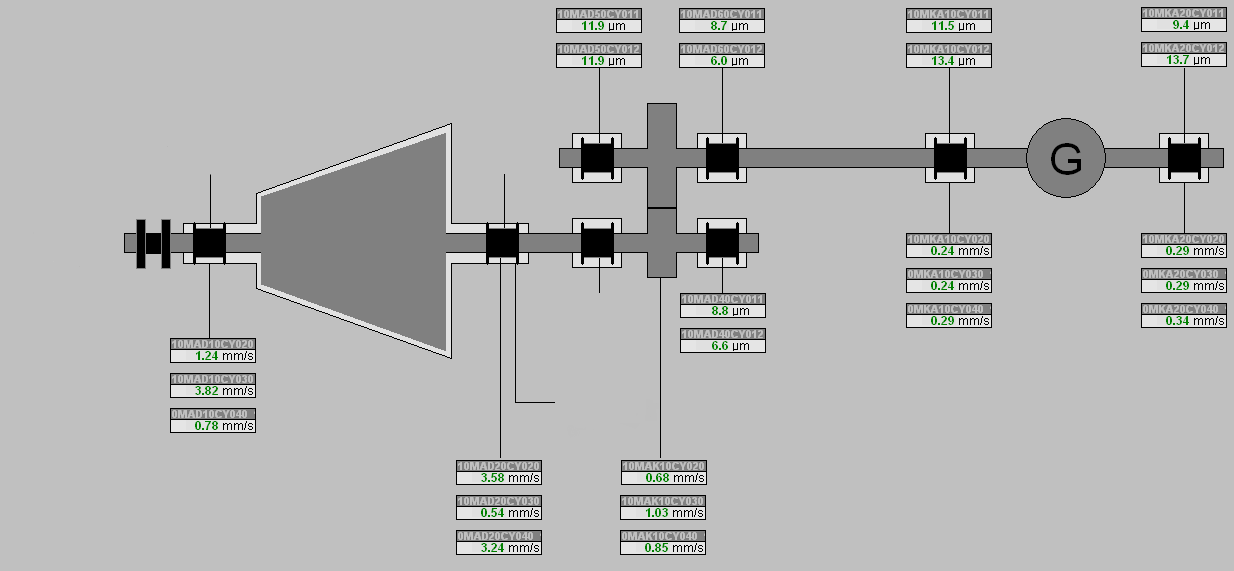 10MAD50CY011
11.9 µm
10MAD50CY012
11.9 µm
10MAD60CY011
8.7 µm
10MAD60CY012
6.0 µm
10MKA10CY011
11.5 µm
10MKA10CY012
13.4 µm
10MKA20CY011
9.4 µm
10MKA20CY012
13.7 µm
G
10MKA10CY020
0.24 mm/s
0MKA10CY030
0.24 mm/s
0MKA10CY040
0.29 mm/s
10MKA20CY020
0.29 mm/s
0MKA20CY030
0.29 mm/s
0MKA20CY040
0.34 mm/s
10MAD40CY011
8.8 µm
10MAD40CY012
6.6 µm
10MAD10CY020
1.24 mm/s
10MAD10CY030
3.82 mm/s
0MAD10CY040
0.78 mm/s
10MAD20CY020
3.58 mm/s
10MAD20CY030
0.54 mm/s
0MAD20CY040
3.24 mm/s
10MAK10CY020
0.68 mm/s
10MAK10CY030
1.03 mm/s
0MAK10CY040
0.85 mm/s